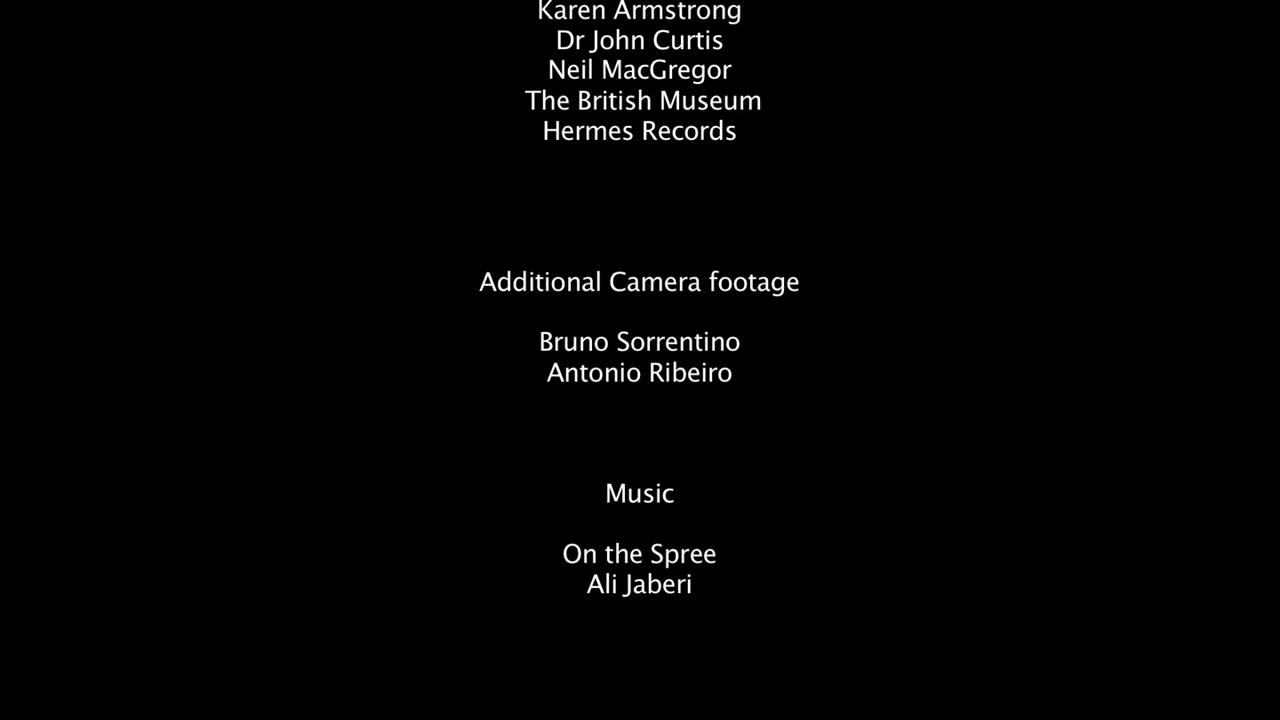 Karen Armstrong
Dr John Curtis
Neil MacGregor
The British Museum
Hermes Records
Additional Camera footage
Bruno Sorrentino
Antonio Ribeiro
Music
On the Spree
Ali Jaberi